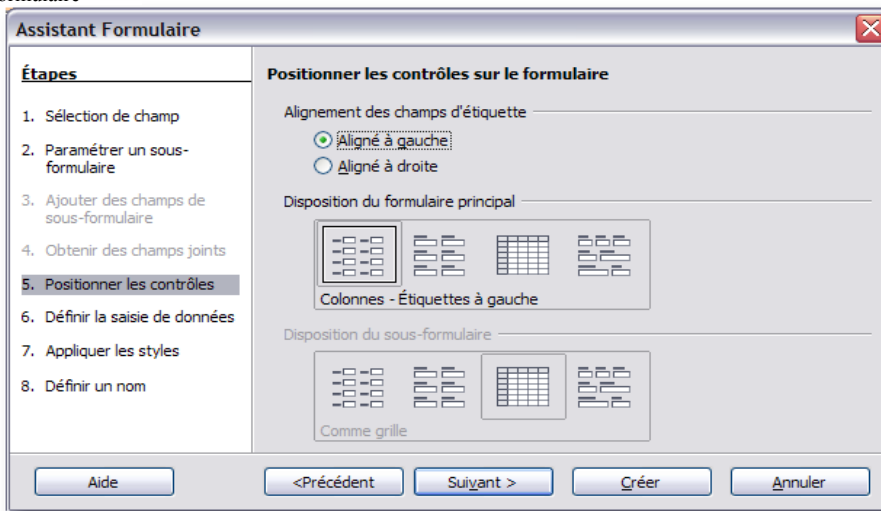 Assistant Formulaire
Étapes
1. Sélection de champ
2. Paramétrer un sous-
formulaire
3. Ajouter des champs de
sous-formulaire
4. Obtenir des champs joints
5. Positionner les contrôles
6. Définir la saisie de données
7. Appliquer les styles
8. Définir un nom
Positionner les contrôles sur le formulaire
Alignement des champs d'étiquette
Aligné à gauche
Aligné à droite
Disposition du formulaire principal
Colonnes - Étiquettes à gauche
Disposition du sous-formulaire
Comme grille
Aide
<Précédent
Suivant >
Créer
Annuler